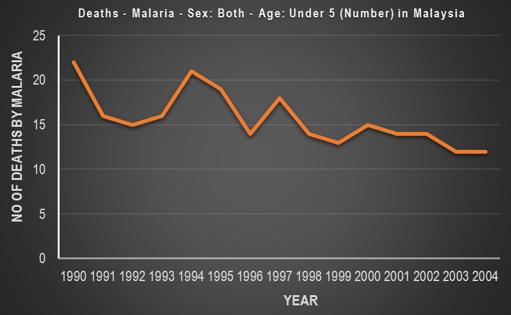 Deaths - Malaria - Sex: Both - Age: Under 5 (Number) in Malaysia
NO OF DEATHS BY MALARIA
25
20
15
10
5
0
1990 1991 1992 1993 1994 1995 1996 1997 1998 1999 2000 2001 2002 2003 2004
YEAR